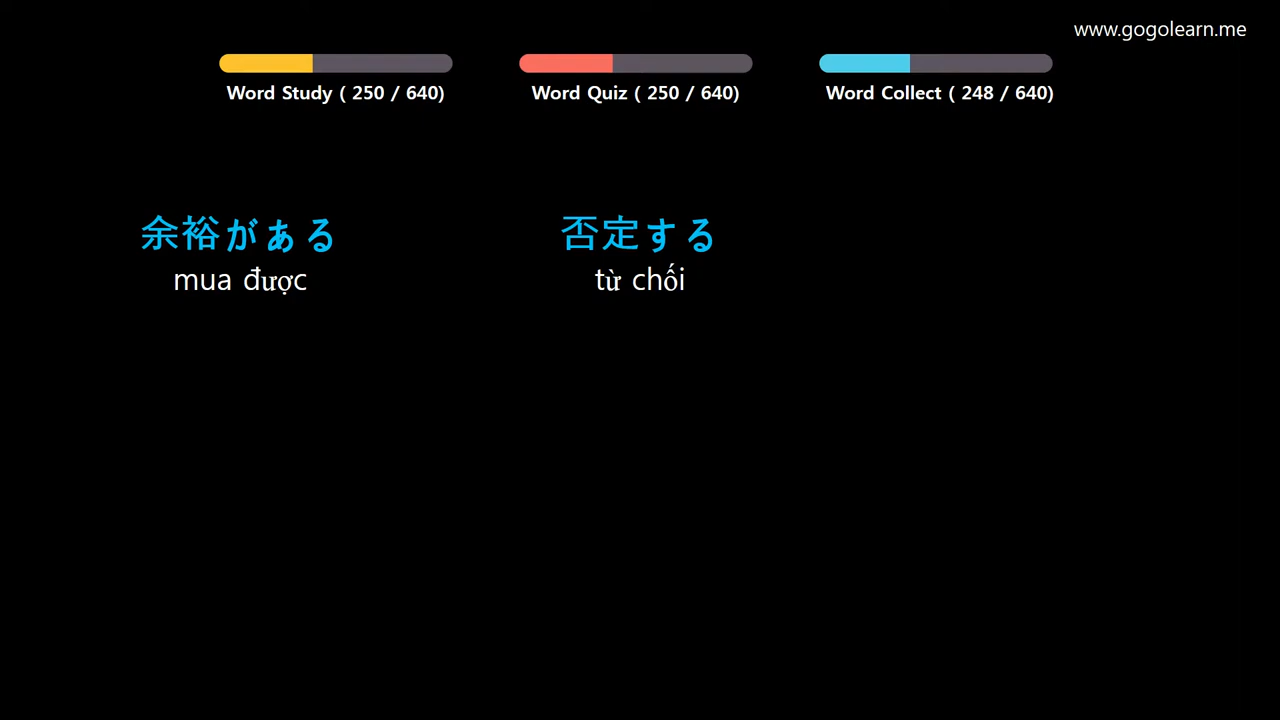 www.gogolearn.me
Word Study ( 250 / 640)
Word Quiz ( 250 / 640)
Word Collect ( 248 / 640)
余裕がある
mua được
否定する
từ chối